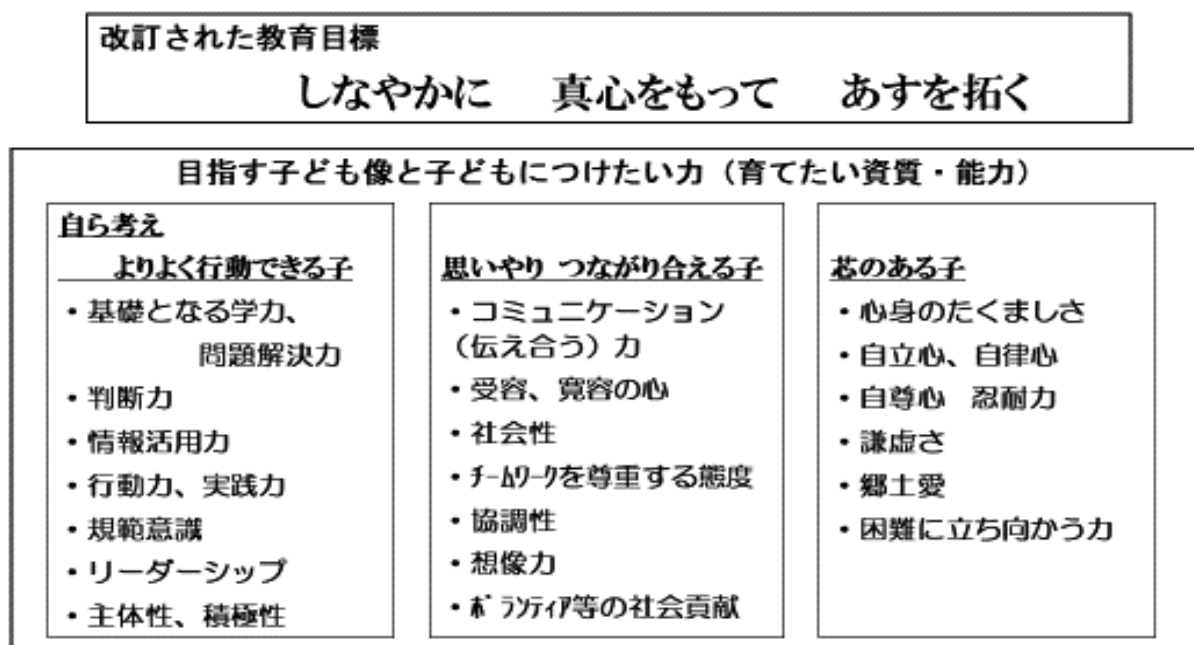 改訂された教育目標
しなやかに 真心をもって あすを拓く
目指す子ども像と子どもにつけたい力（育てたい資質・能力）
自ら考え
よりよく行動できる子
・基礎となる学力、
問題解決力
・判断力
・情報活用力
・行動力、実践力
・規範意識
・リーダーシップ
・主体性、積極性
思いやり つながり合える子
・コミュニケーション
（伝え合う）力
・受容、寛容の心
・社会性
・ﾁｰﾑﾜｰｸを尊重する態度
・協調性
・想像力
・ﾎﾞﾗﾝﾃｨｱ等の社会貢献
芯のある子
・心身のたくましさ
・自立心、自律心
・自尊心 忍耐力
・謙虚さ
・郷土愛
・困難に立ち向かう力